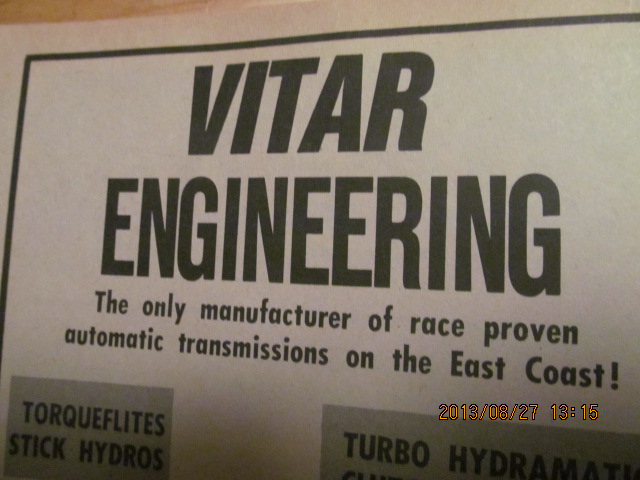 VITAR
ENGINEERING
The only manufacturer of race proven
automatic transmissions on the East Coast!
TORQUEFLITES
STICK HYDROS
TURBO HYDRAMATI
2013/08/27 13:15